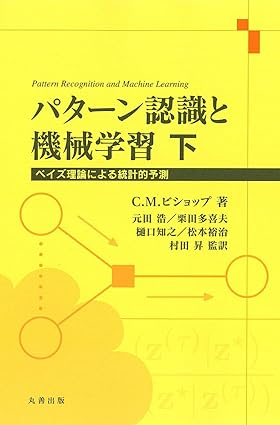 Pattern Recognition and Machine Learning
パターン認識と
機械学習 下
ベイズ理論による統計的予測
C.M.ビショップ 著
元田 浩／栗田多喜夫
樋口知之／松本裕治
村田 昇 監訳
丸善出版